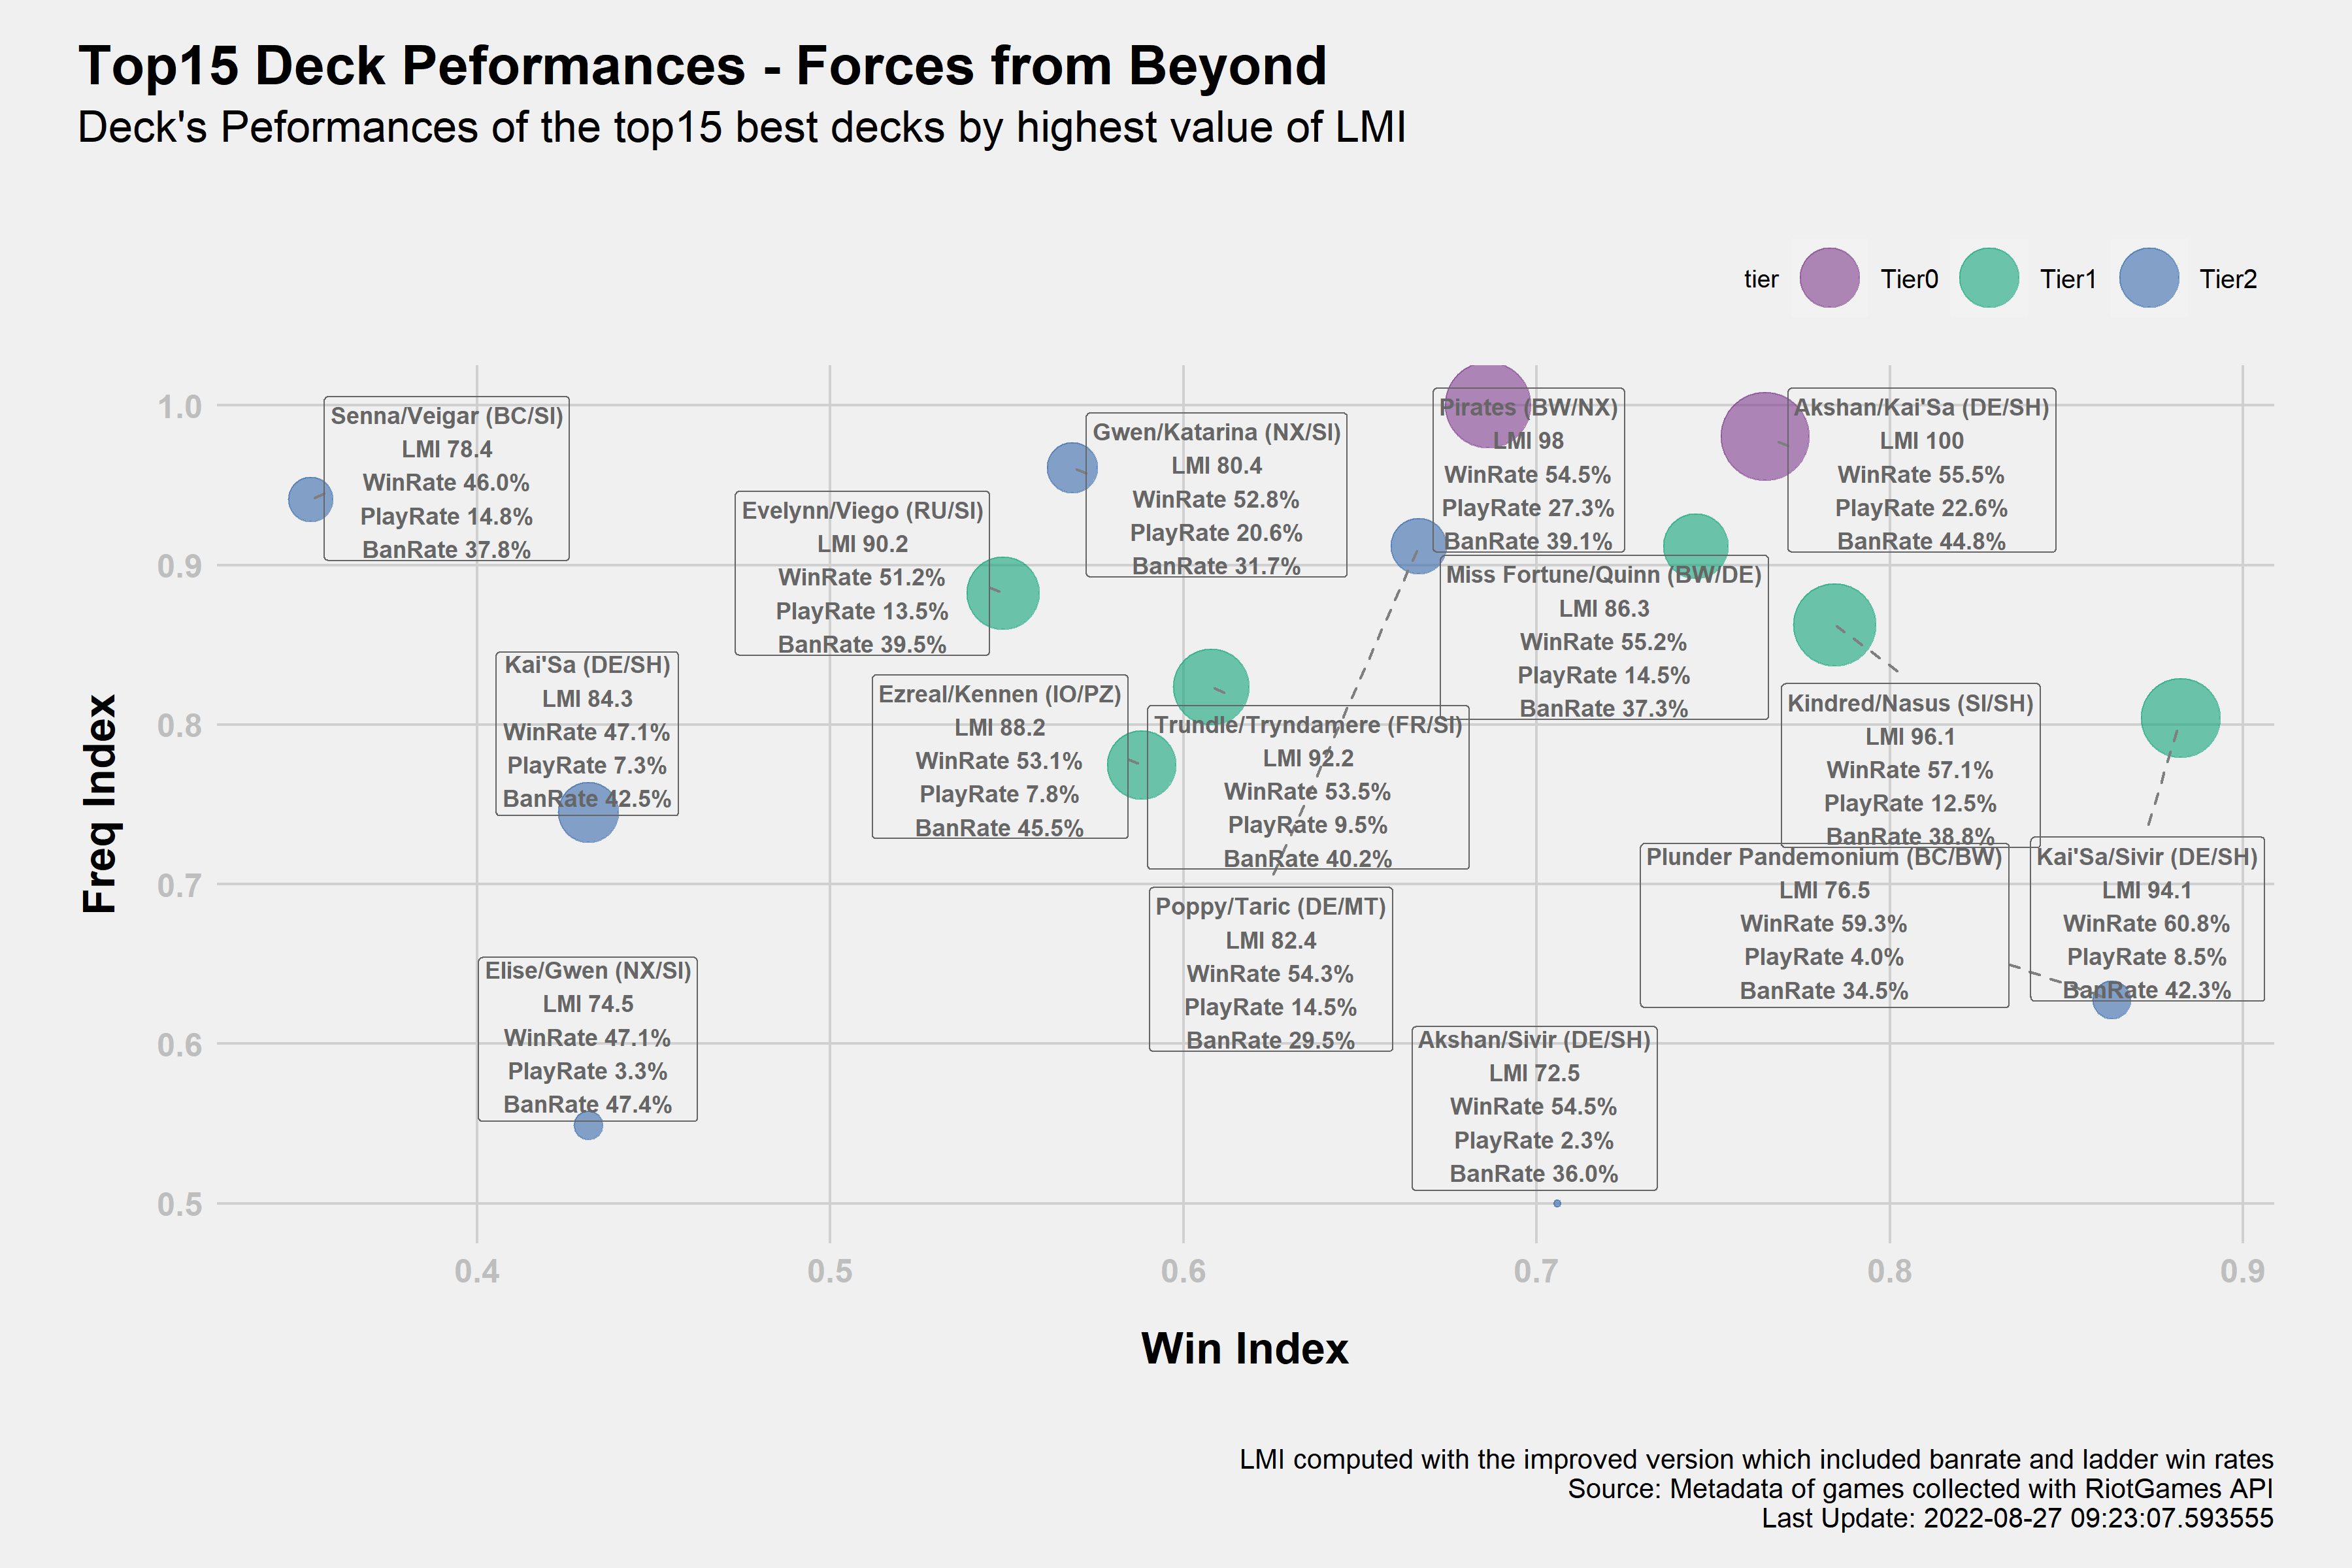 Top15 Deck Peformances - Forces from Beyond
Deck's Peformances of the top15 best decks by highest value of LMI
tier Tier0 Tier1 Tier2
Freq Index
1.0
0.9
0.8
0.7
0.6
0.5
Senna/Veigar (BC/SI)
LMI 78.4
WinRate 46.0%
PlayRate 14.8%
BanRate 37.8%
Gwen/Katarina (NX/SI)
LMI 80.4
WinRate 52.8%
PlayRate 20.6%
BanRate 31.7%
Pirates (BW/NX)
LMI 98
WinRate 54.5%
PlayRate 27.3%
BanRate 39.1%
Akshan/Kai'Sa (DE/SH)
LMI 100
WinRate 55.5%
PlayRate 22.6%
BanRate 44.8%
Evelynn/Viego (RU/SI)
LMI 90.2
WinRate 51.2%
PlayRate 13.5%
BanRate 39.5%
Miss Fortune/Quinn (BW/DE)
LMI 86.3
WinRate 55.2%
PlayRate 14.5%
BanRate 37.3%
Kai'Sa (DE/SH)
LMI 84.3
WinRate 47.1%
PlayRate 7.3%
BanRate 42.5%
Ezreal/Kennen (IO/PZ)
LMI 88.2
WinRate 53.1%
PlayRate 7.8%
BanRate 45.5%
Trundle/Tryndamere (FR/SI)
LMI 92.2
WinRate 53.5%
PlayRate 9.5%
BanRate 40.2%
Kindred/Nasus (SI/SH)
LMI 96.1
WinRate 57.1%
PlayRate 12.5%
BanRate 38.8%
Plunder Pandemonium (BC/BW)
LMI 76.5
WinRate 59.3%
PlayRate 4.0%
BanRate 34.5%
Kai'Sa/Sivir (DE/SH)
LMI 94.1
WinRate 60.8%
PlayRate 8.5%
BanRate 42.3%
Poppy/Taric (DE/MT)
LMI 82.4
WinRate 54.3%
PlayRate 14.5%
BanRate 29.5%
Elise/Gwen (NX/SI)
LMI 74.5
WinRate 47.1%
PlayRate 3.3%
BanRate 47.4%
Akshan/Sivir (DE/SH)
LMI 72.5
WinRate 54.5%
PlayRate 2.3%
BanRate 36.0%
0.4 0.5 0.6 0.7 0.8 0.9
Win Index
LMI computed with the improved version which included banrate and ladder win rates
Source: Metadata of games collected with RiotGames API
Last Update: 2022-08-27 09:23:07.593555